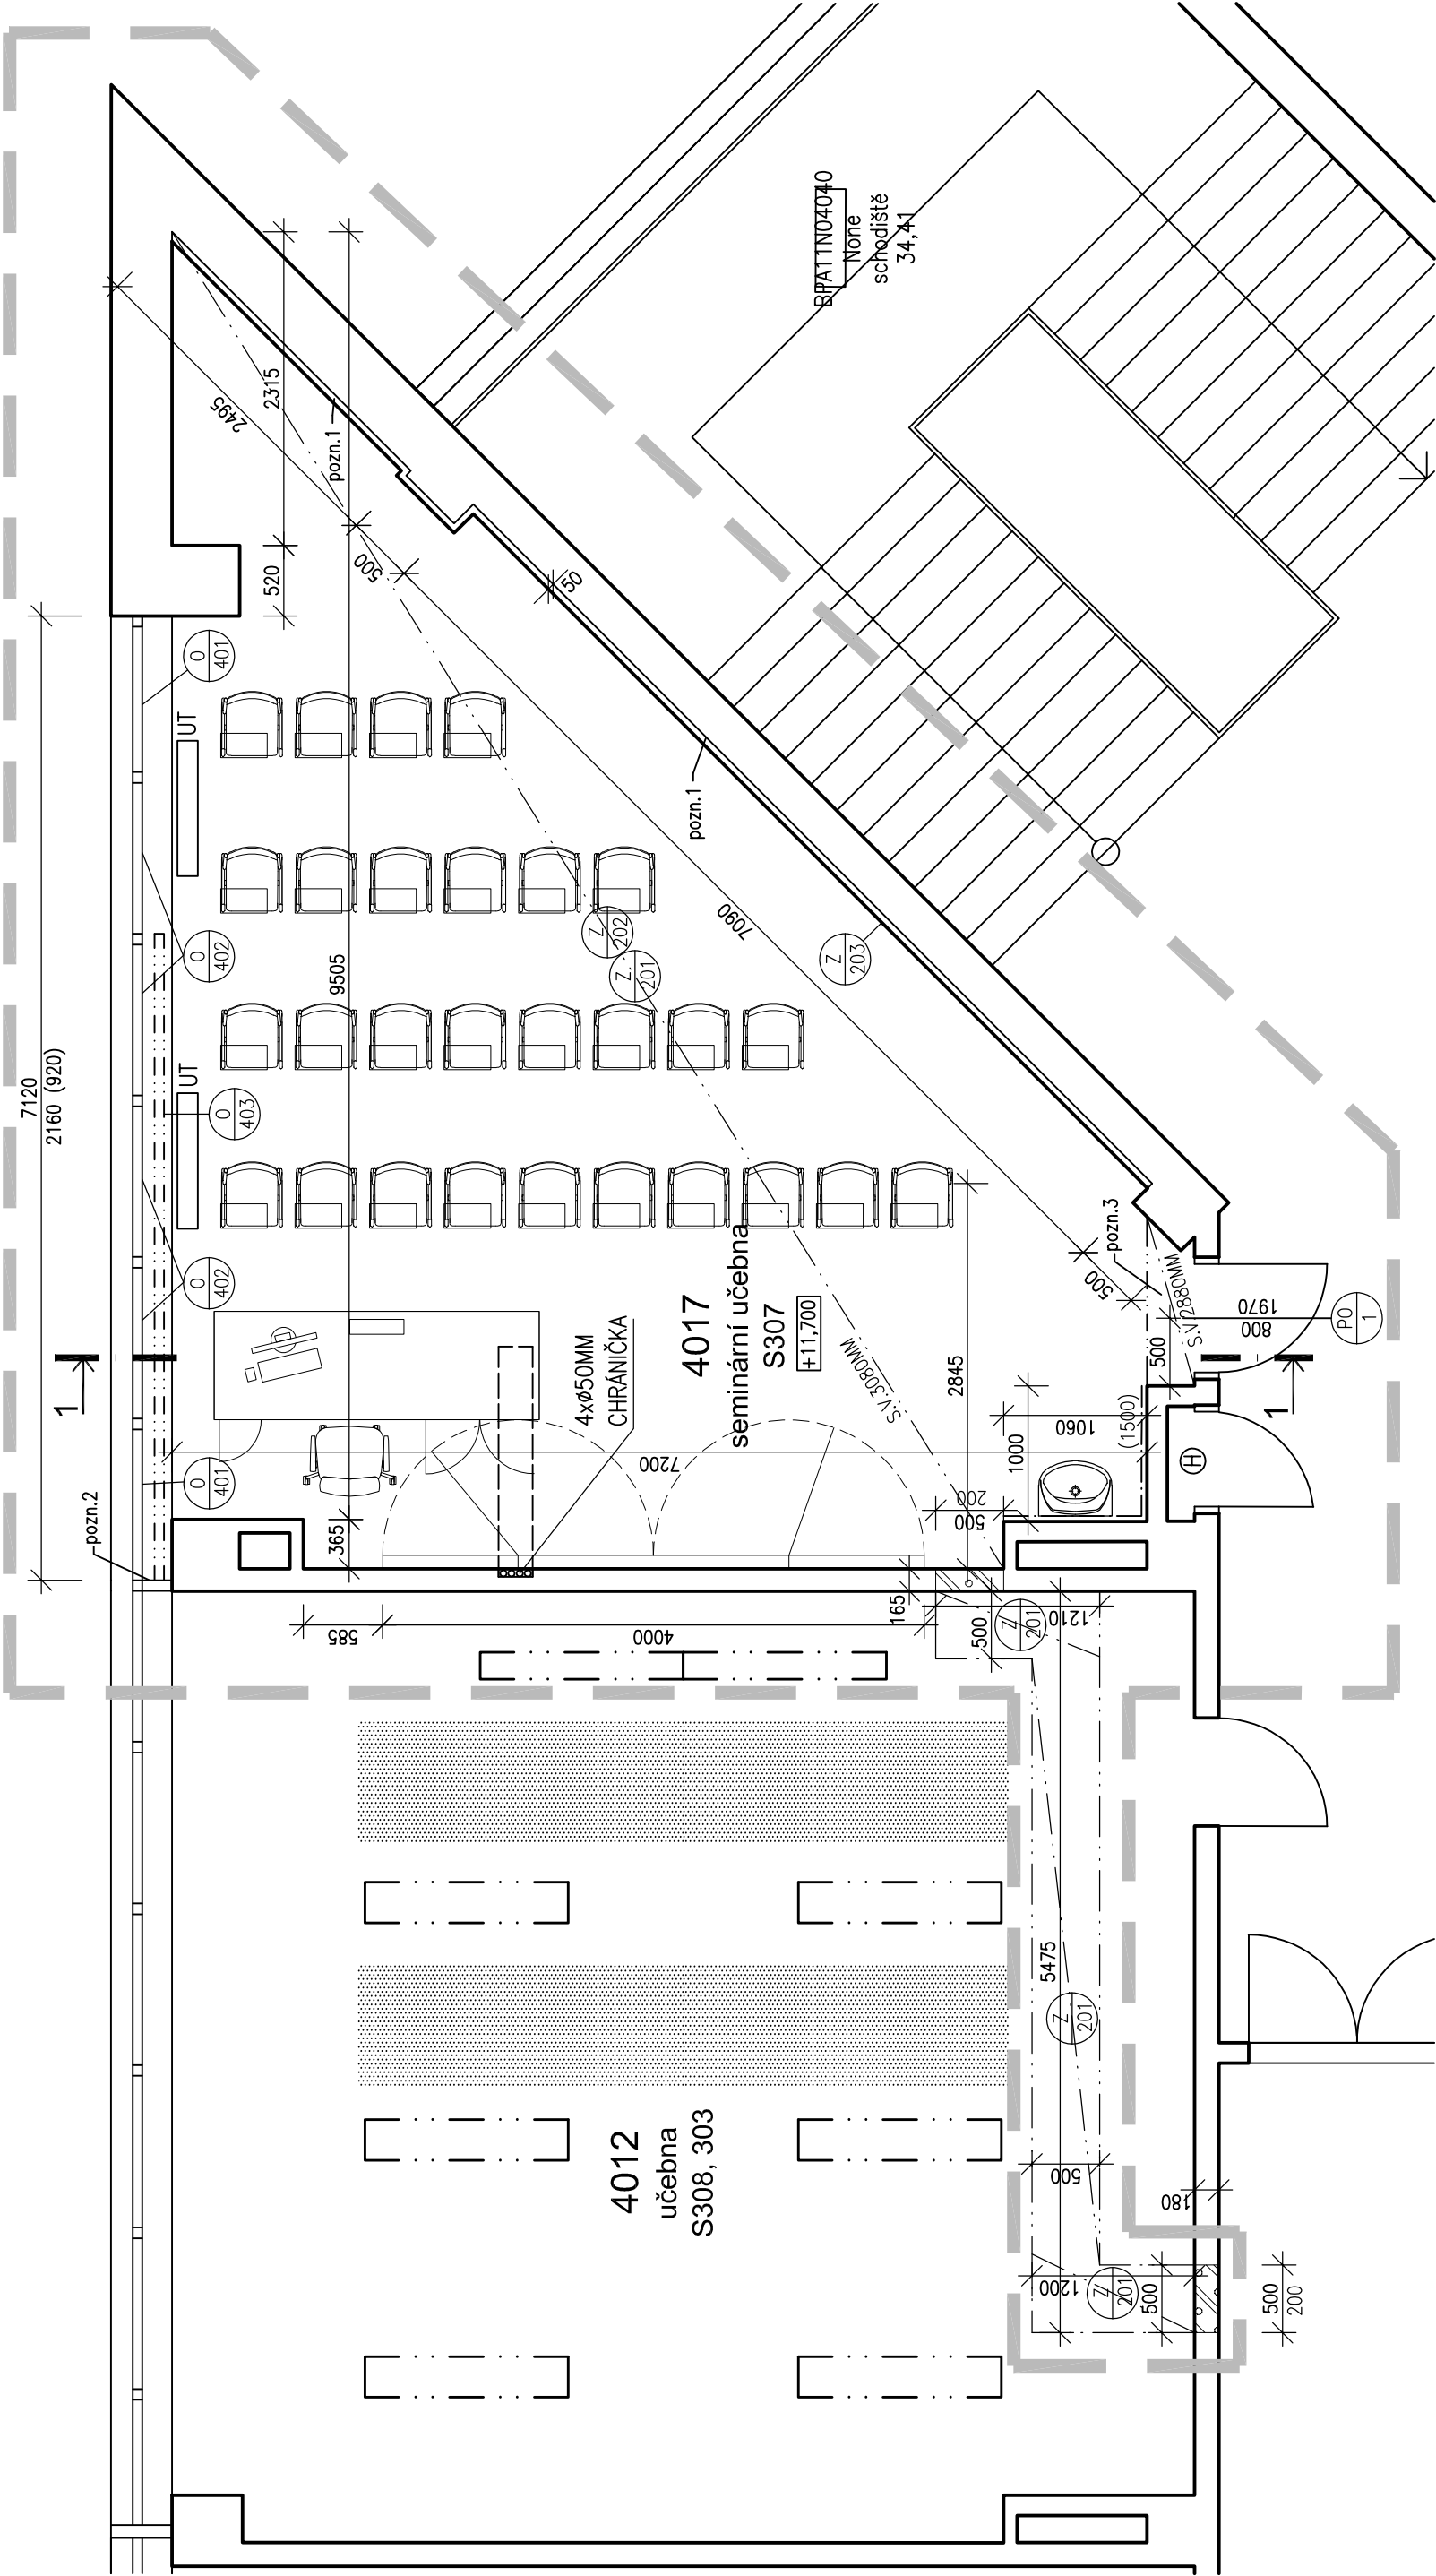 BPA11N04040
None
schodiště
34,41
2495
2315
pozn.1
500
520
50
7120
2160 (920)
O
401
UT
O
402
9505
pozn.1
7090
Z
202
Z
201
Z
203
UT
O
403
O
402
1
4017
seminární učebna
S307
+11,700
4xø50MM
CHRÁNIČKA
S.V.3080MM
2845
500
pozn.3
S.V.2880MM
500
1970
800
PO
1
1
O
401
pozn.2
365
7200
1000
1060
(1500)
H
200
500
165
585
4000
500
Z
201
1210
5475
Z
201
4012
učebna
S308, 303
500
180
1200
Z
201
500
500
200